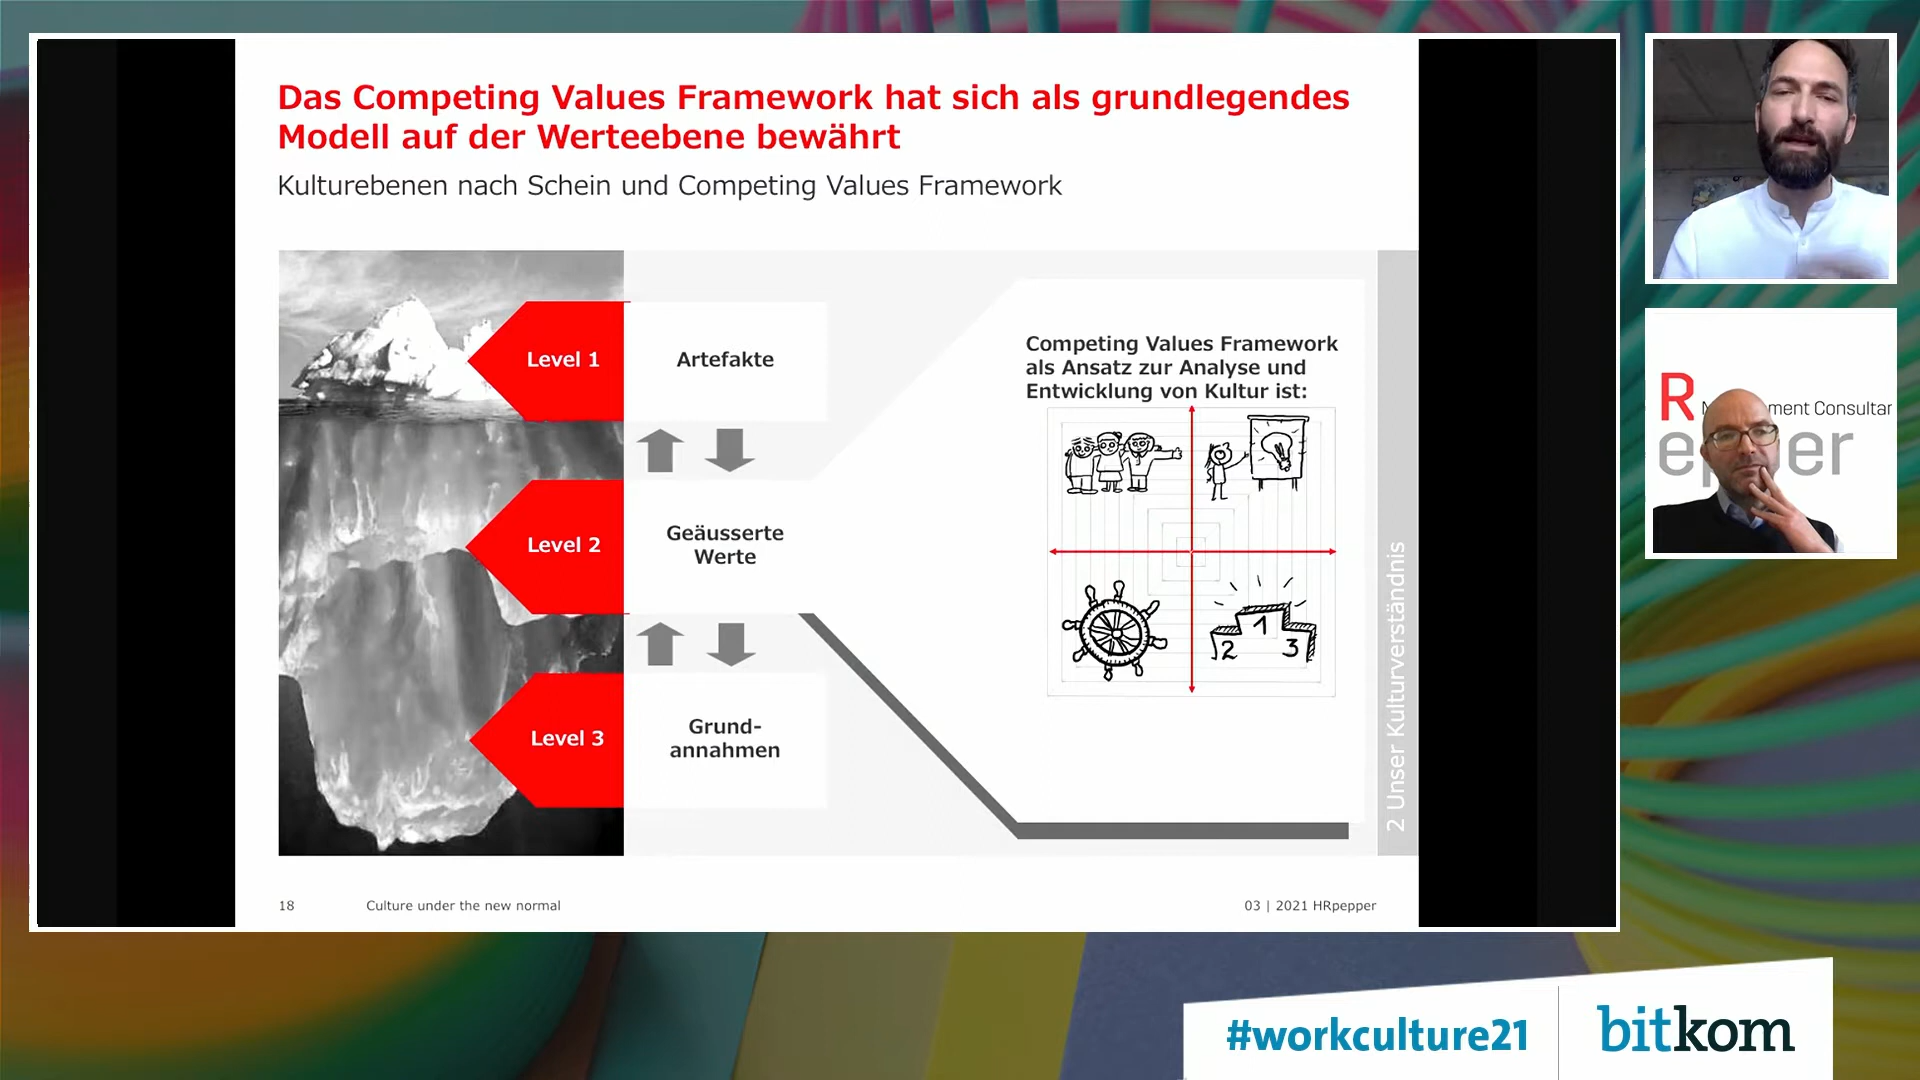 Das Competing Values Framework hat sich als grundlegendes
Modell auf der Werteebene bewährt
Kulturebenen nach Schein und Competing Values Framework
Level 1
Artefakte
Level 2
Geäusserte
Werte
Level 3
Grund-
annahmen
Competing Values Framework
als Ansatz zur Analyse und
Entwicklung von Kultur ist:
1
2
3
2 Unser Kulturverständnis
18
Culture under the new normal
03 | 2021 HRpepper
R
#workculture21
bitkom